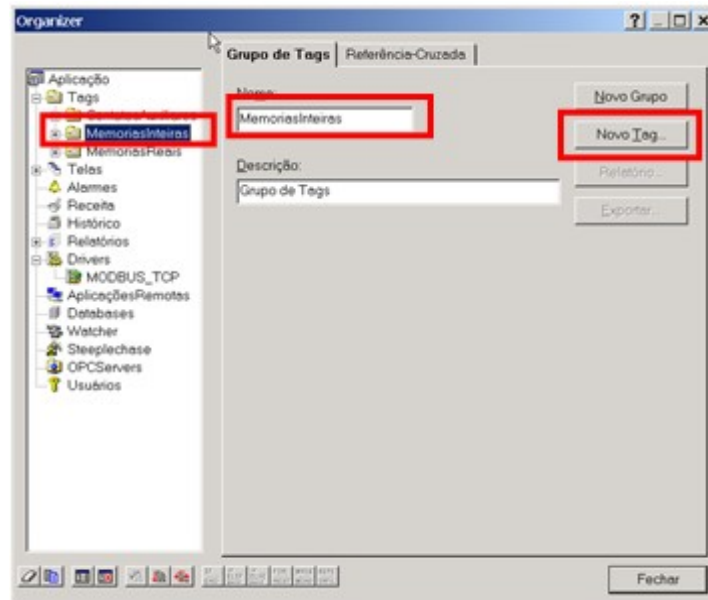 Organizer
Grupo de Tags
Referência-Cruzada
Aplicação
Tags
MemoriasInteiras
MemoriasReais
Telas
Alarmes
Receita
Histórico
Relatórios
Drivers
MODBUS_TCP
AplicaçõesRemotas
Databases
Watcher
Steeplechase
OPCServers
Usuários
Nome:
MemoriasInteiras
Descrição:
Grupo de Tags
Novo Grupo
Novo Tag...
Relatório...
Exportar...
Fechar